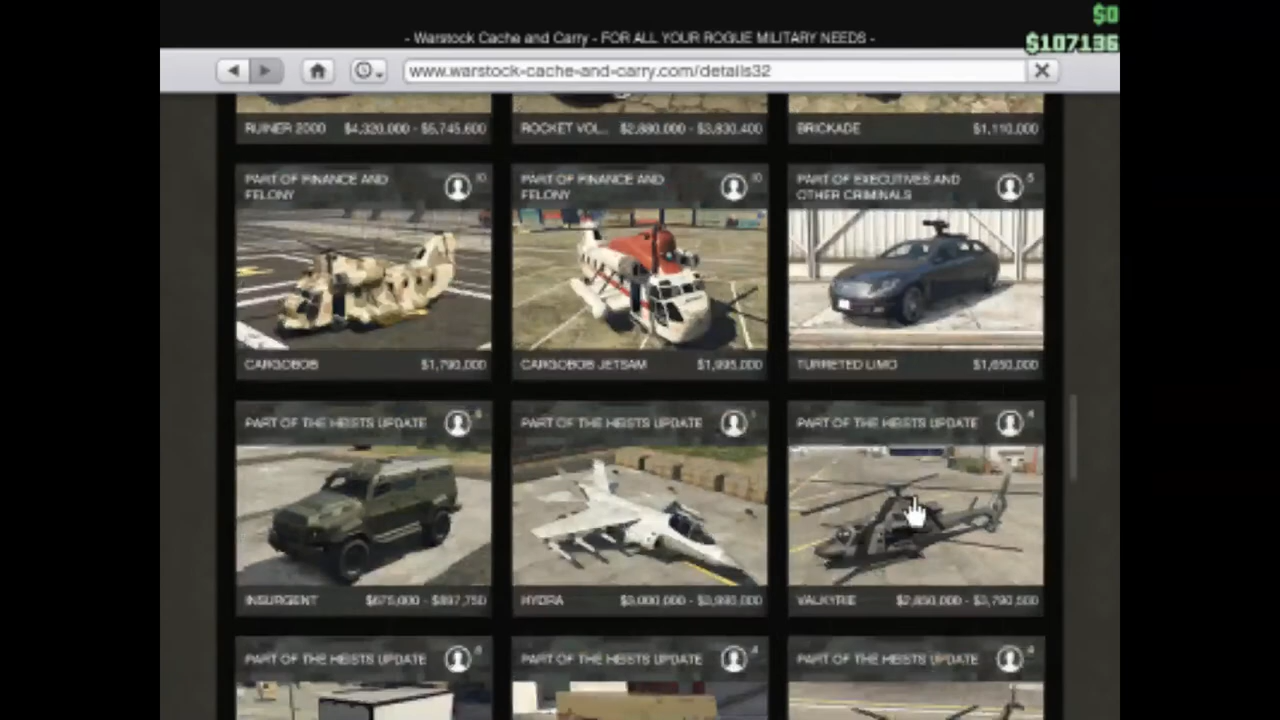 $0
- Warstock Cache and Carry - FOR ALL YOUR ROGUE MILITARY NEEDS -
$107136
www.warstock-cache-and-carry.com/details32
RUINER 2000 $4,320,000 - $5,745,600
ROCKET VOL... $2,880,000 - $3,830,400
BRICKADE $1,110,000
PART OF FINANCE AND
FELONY
10
PART OF FINANCE AND
FELONY
10
PART OF EXECUTIVES AND
OTHER CRIMINALS
CARGOBOB $1,790,000
CARGOBOB JETSAM $1,995,000
TURRETED LIMO $1,650,000
PART OF THE HEISTS UPDATE
PART OF THE HEISTS UPDATE
1
PART OF THE HEISTS UPDATE
4
INSURGENT $675,000 - $897,750
HYDRA $3,000,000 - $3,990,000
VALKYRIE $2,850,000 - $3,790,500
PART OF THE HEISTS UPDATE
PART OF THE HEISTS UPDATE
4
PART OF THE HEISTS UPDATE